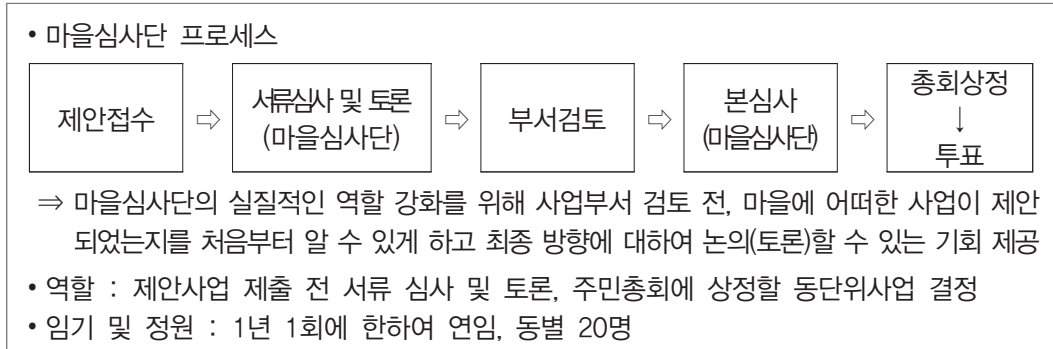 • 마을심사단 프로세스
제안접수 ⇨ 서류심사 및 토론 (마을심사단) ⇨ 부서검토 ⇨ 본심사 (마을심사단) ⇨ 총회상정 ↓ 투표
⇒ 마을심사단의 실질적인 역할 강화를 위해 사업부서 검토 전, 마을에 어떠한 사업이 제안
되었는지를 처음부터 알 수 있게 하고 최종 방향에 대하여 논의(토론)할 수 있는 기회 제공
• 역할 : 제안사업 제출 전 서류 심사 및 토론, 주민총회에 상정할 동단위사업 결정
• 임기 및 정원 : 1년 1회에 한하여 연임, 동별 20명